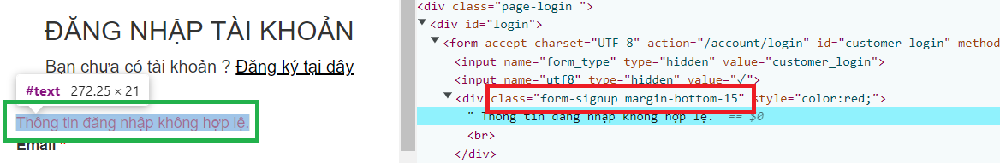 ĐĂNG NHẬP TÀI KHOẢN
Bạn chưa có tài khoản ? Đăng ký tại đây
#text 272.25 × 21
Thông tin đăng nhập không hợp lệ.
Email *
<div class="page-login ">
<div id="login">
<form accept-charset="UTF-8" action="/account/login" id="customer_login" method
<input name="form_type" type="hidden" value="customer_login">
<input name="utf8" type="hidden" value="✓">
<div class="form-signup margin-bottom-15" style="color:red;">
" Thông tin đăng nhập không hợp lệ. == $0
<br>
</div>